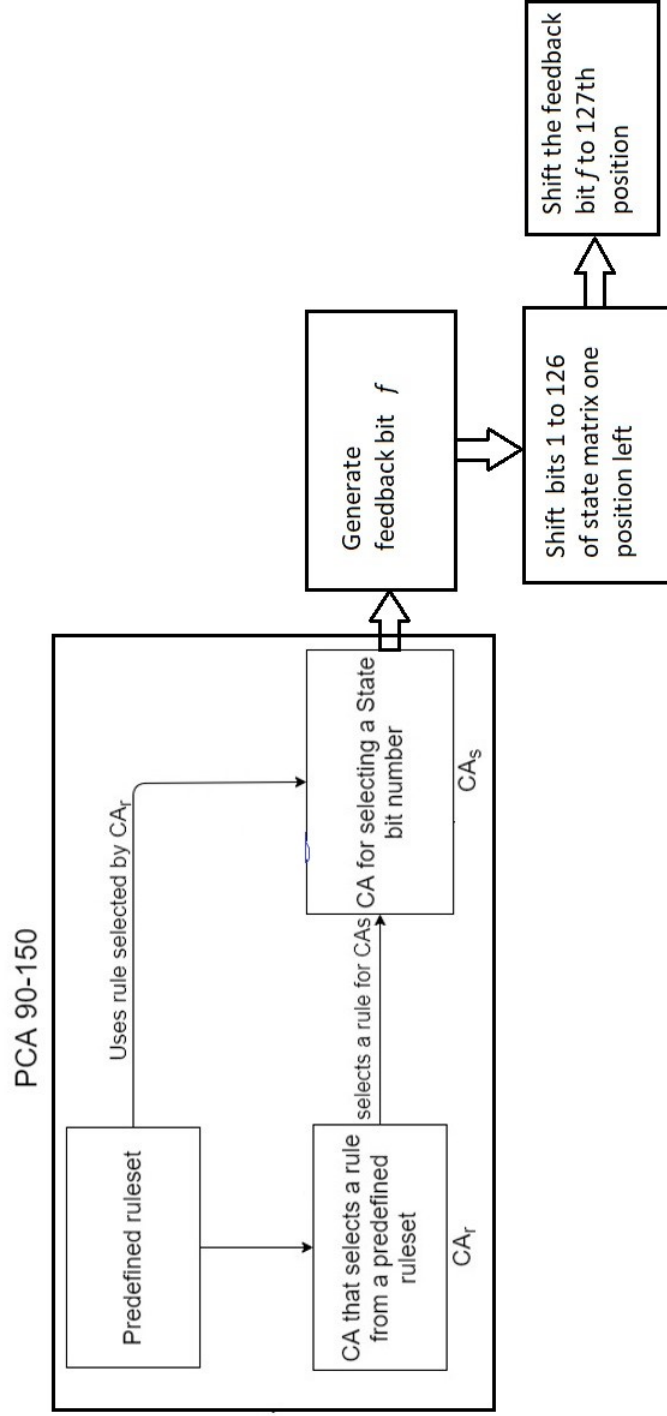 PCA 90-150
Predefined ruleset
Uses rule selected by CAr
CA that selects a rule
from a predefined
ruleset
CAr
selects a rule for CAs
CA for selecting a State
bit number
CAs
Generate
feedback bit f
Shift bits 1 to 126
of state matrix one
position left
Shift the feedback
bit f to 127th
position